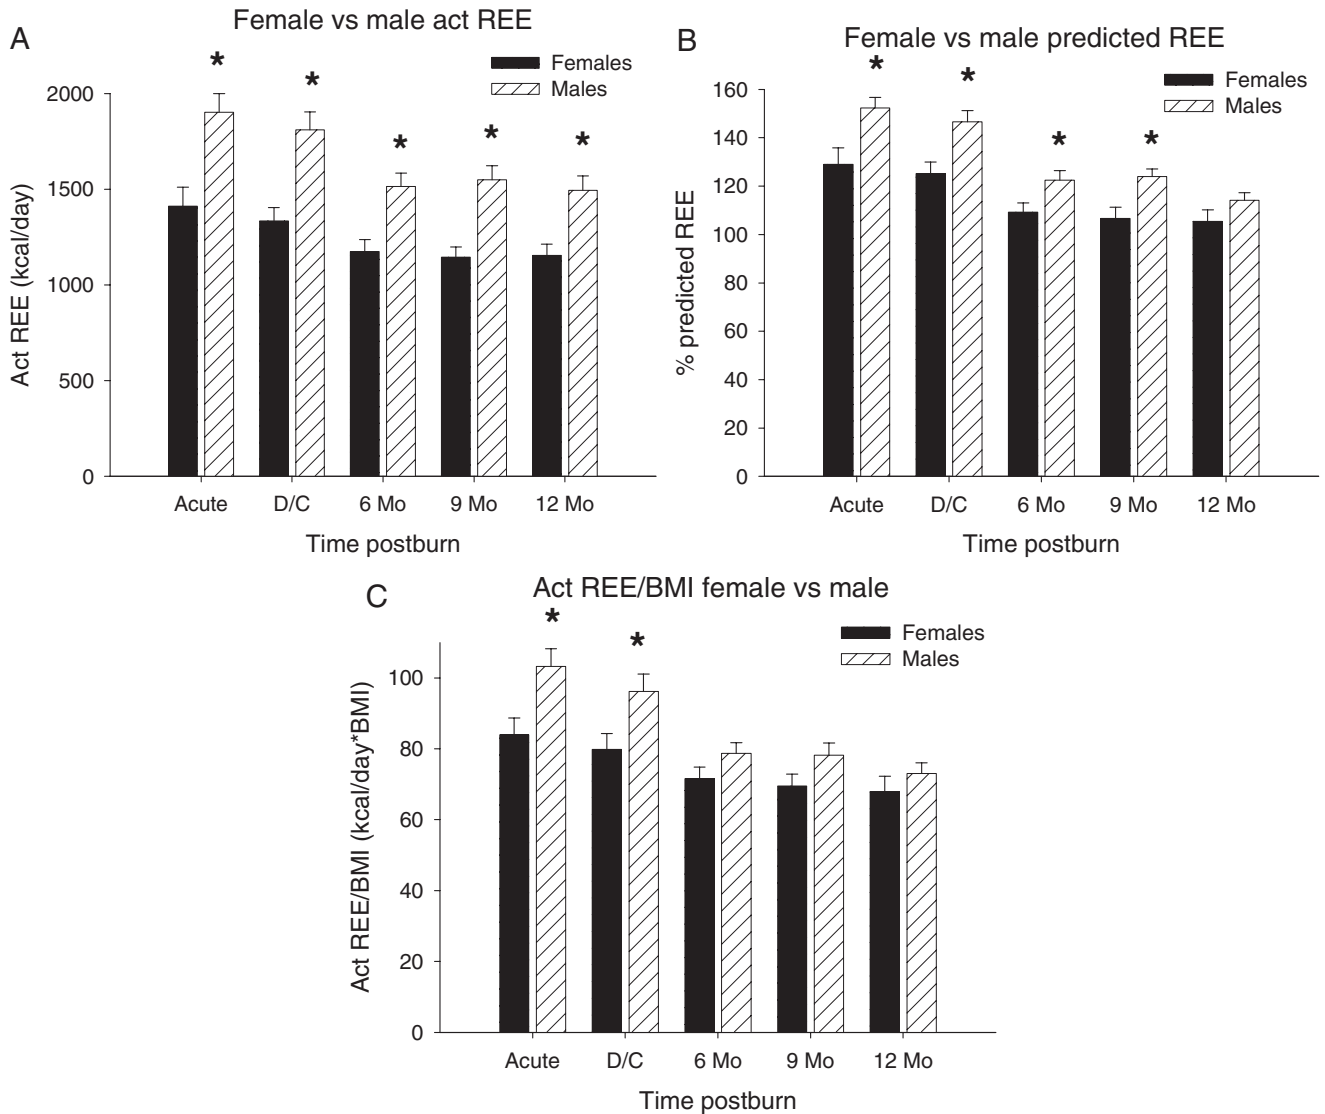 A
Female vs male act REE
Females
Males
* * * * *
2000
1500
1000
500
0
Act REE (kcal/day)
Acute D/C 6 Mo 9 Mo 12 Mo
Time postburn
B
Female vs male predicted REE
Females
Males
* * * *
160
140
120
100
80
60
40
20
0
% predicted REE
Acute D/C 6 Mo 9 Mo 12 Mo
Time postburn
C
Act REE/BMI female vs male
Females
Males
* *
100
80
60
40
20
0
Act REE/BMI (kcal/day*BMI)
Acute D/C 6 Mo 9 Mo 12 Mo
Time postburn